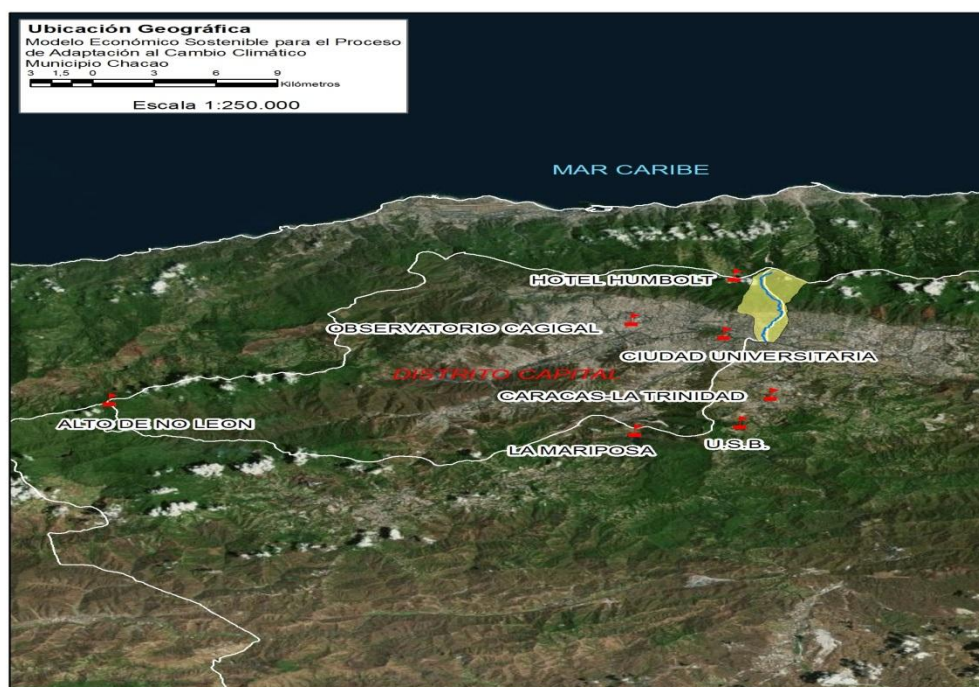 Ubicación Geográfica
Modelo Económico Sostenible para el Proceso
de Adaptación al Cambio Climático
Municipio Chacao
3 1,5 0 3 6 9
Kilómetros
Escala 1:250.000
MAR CARIBE
HOTEL HUMBOLT
OBSERVATORIO CAGIGAL
CIUDAD UNIVERSITARIA
DISTRITO CAPITAL
CARACAS-LA TRINIDAD
ALTO DE NO LEON
LA MARIPOSA
U.S.B.